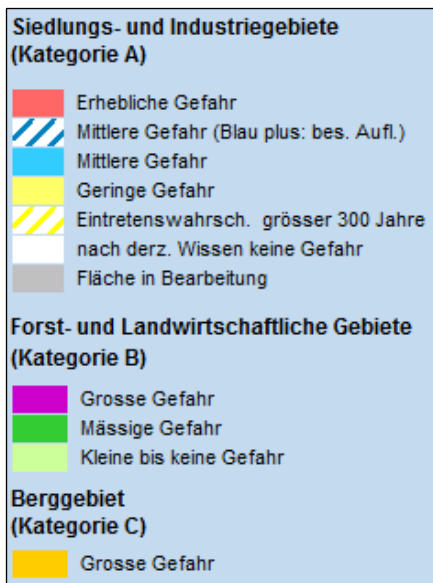 Siedlungs- und Industriegebiete
(Kategorie A)
Erhebliche Gefahr
Mittlere Gefahr (Blau plus: bes. Aufl.)
Mittlere Gefahr
Geringe Gefahr
Eintretenswahrsch. grösser 300 Jahre
nach derz. Wissen keine Gefahr
Fläche in Bearbeitung
Forst- und Landwirtschaftliche Gebiete
(Kategorie B)
Grosse Gefahr
Mässige Gefahr
Kleine bis keine Gefahr
Berggebiet
(Kategorie C)
Grosse Gefahr